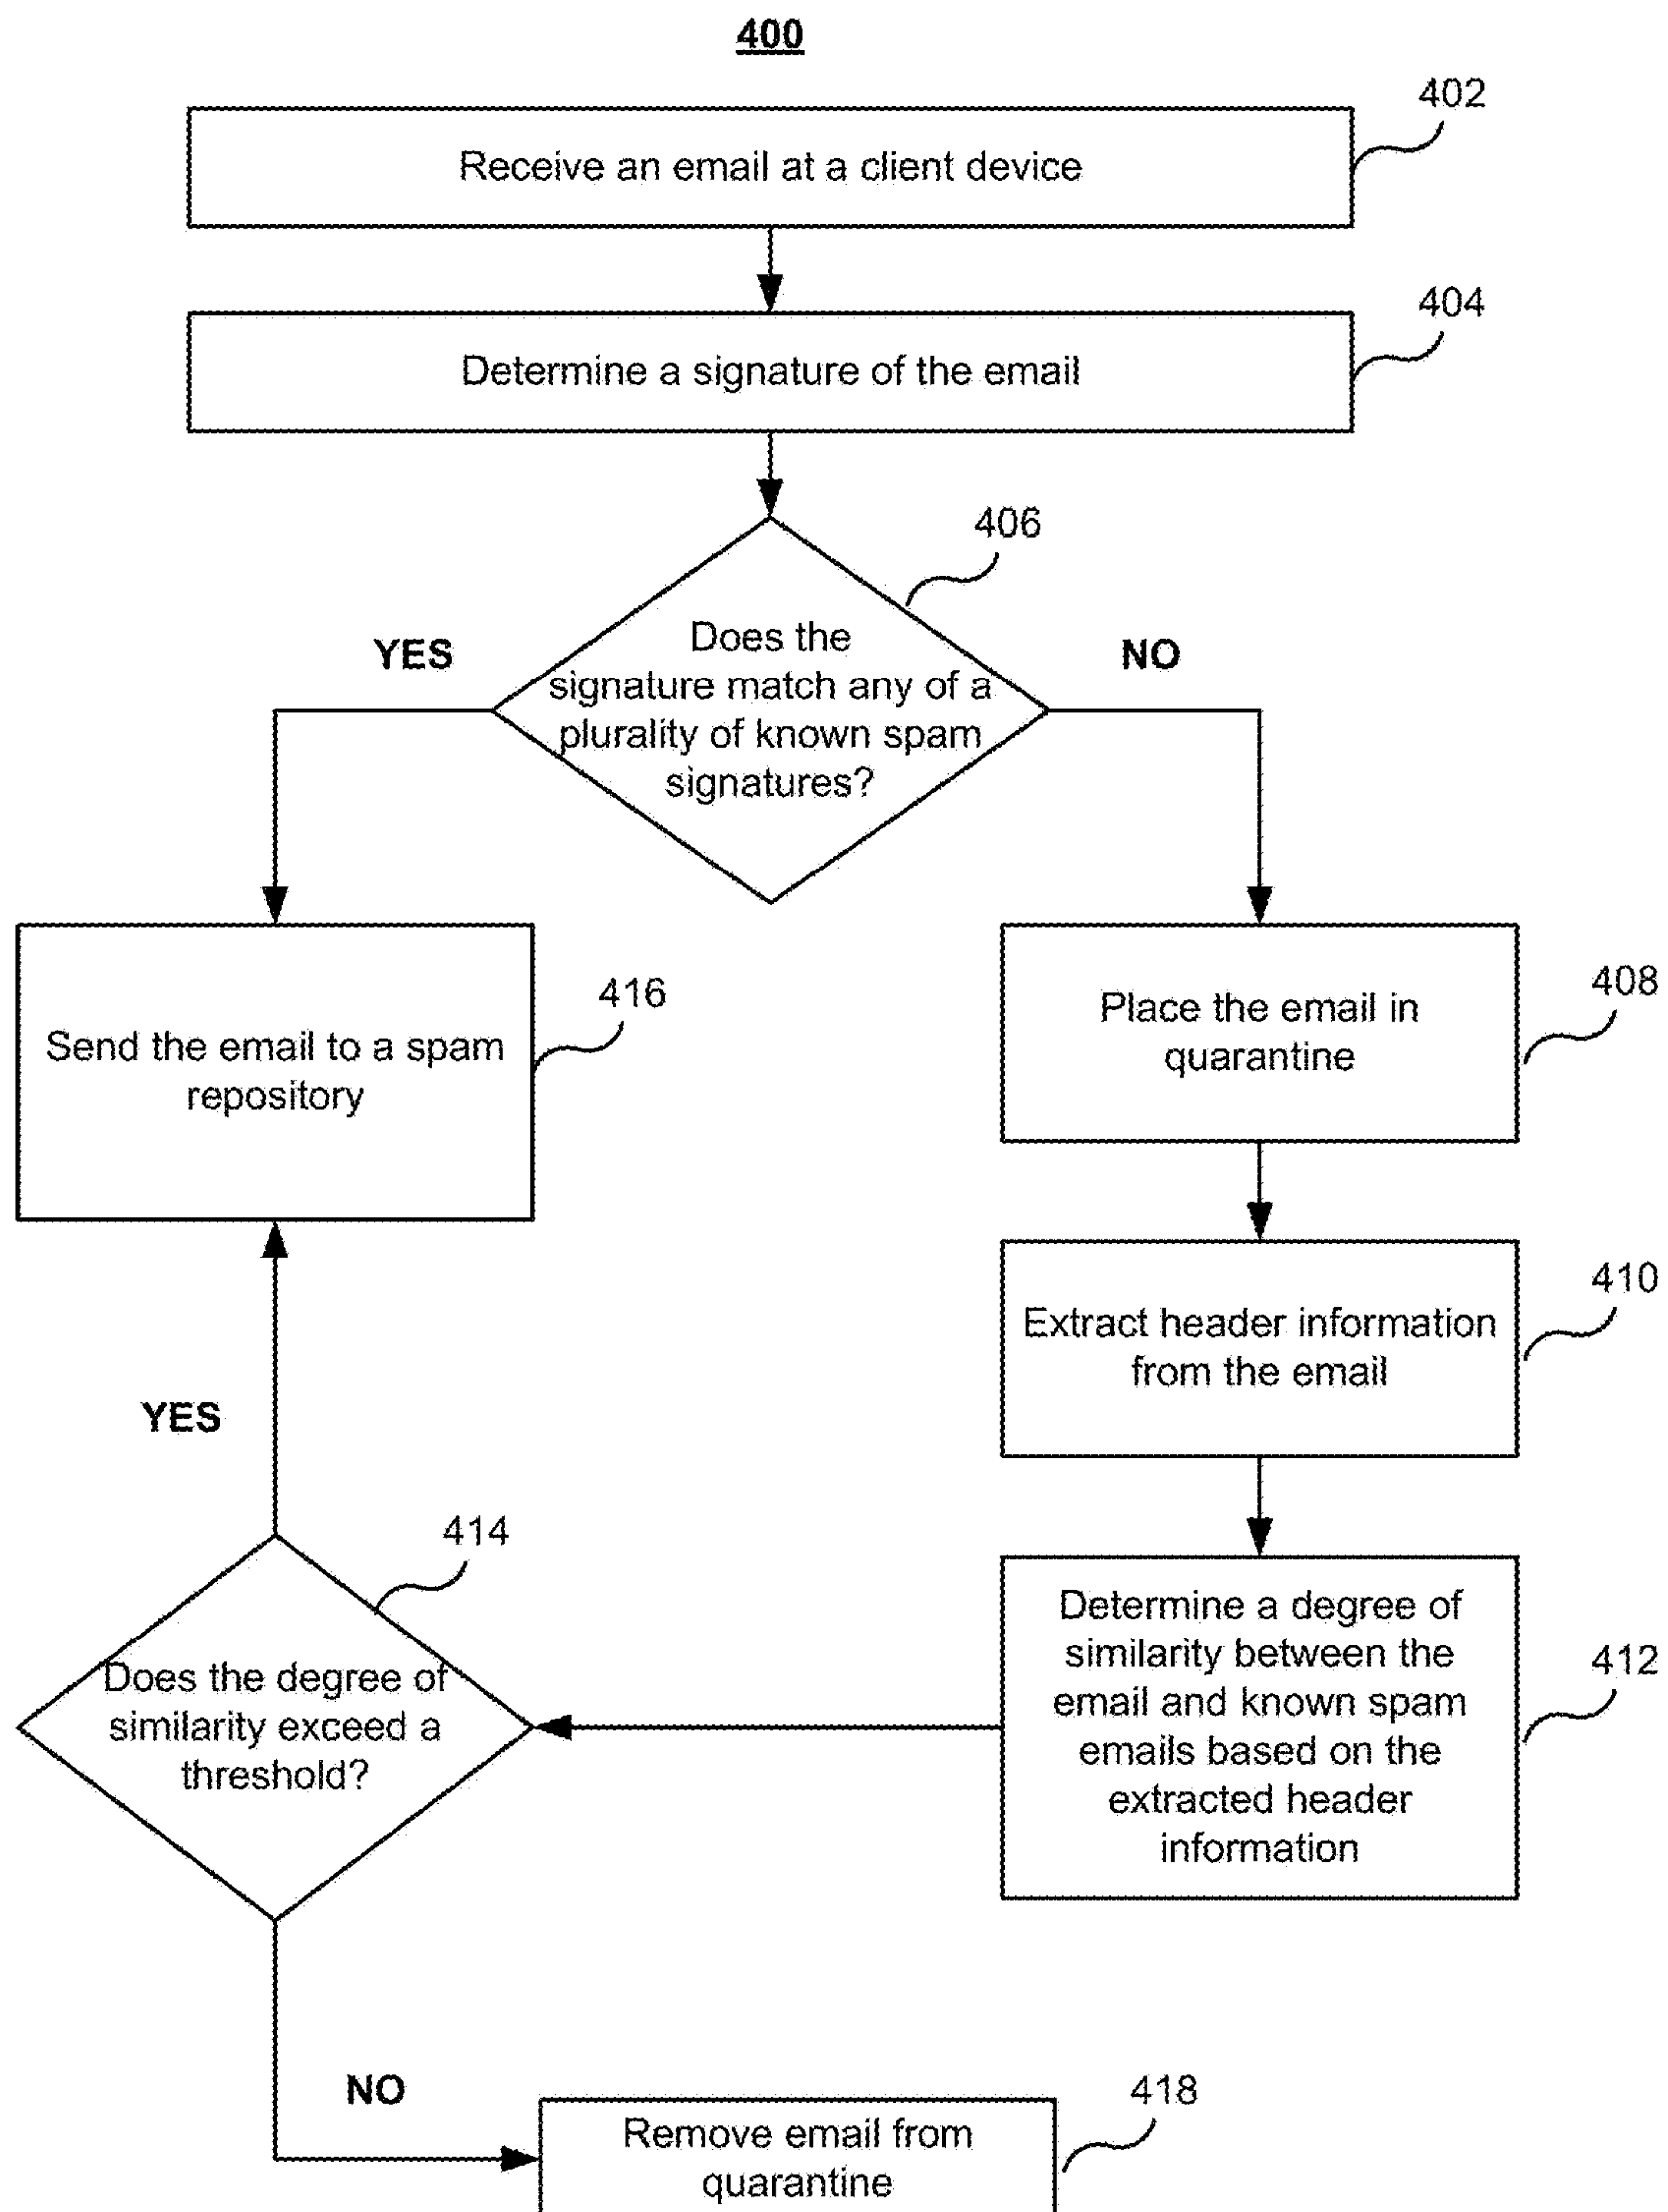 400
402
Receive an email at a client device
404
Determine a signature of the email
406
Does the
signature match any of a
plurality of known spam
signatures?
YES
NO
416
Send the email to a spam
repository
408
Place the email in
quarantine
410
Extract header information
from the email
YES
414
Does the degree of
similarity exceed a
threshold?
412
Determine a degree of
similarity between the
email and known spam
emails based on the
extracted header
information
NO
418
Remove email from
quarantine